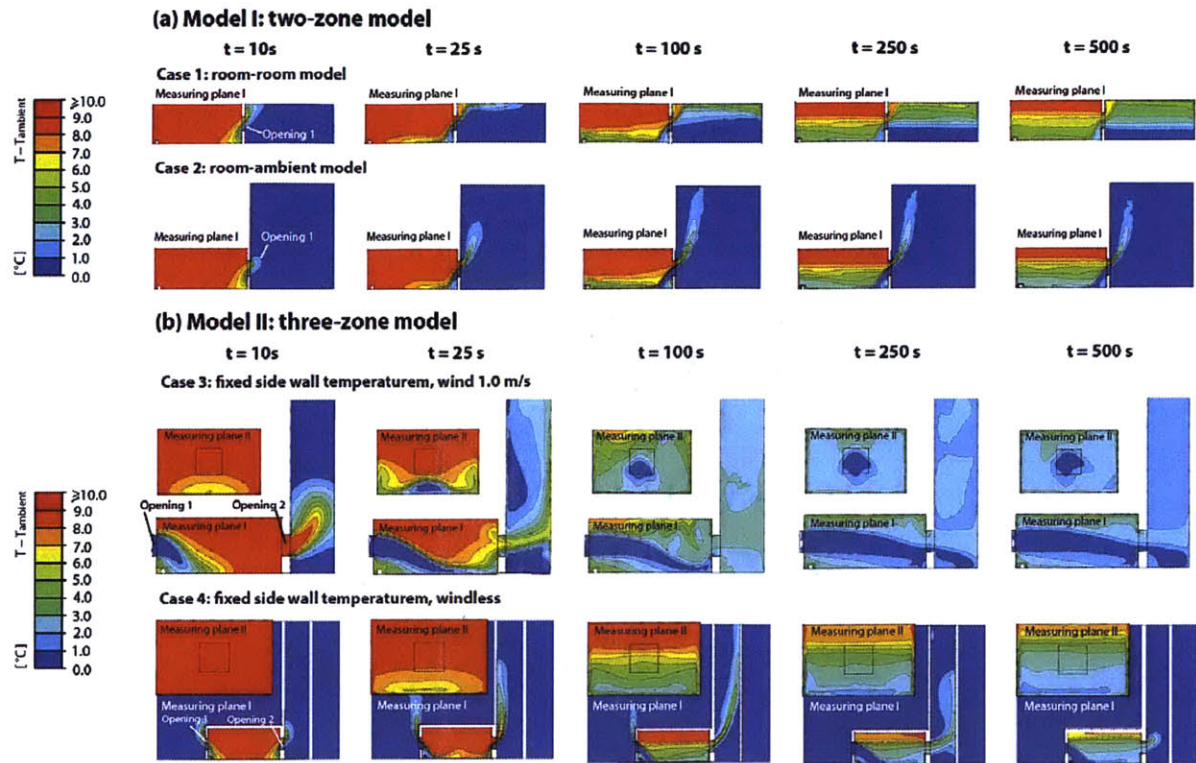 (a) Model I: two-zone model
t = 10s t = 25 s t = 100 s t = 250 s t = 500 s
Case 1: room-room model
Measuring plane I Measuring plane I Measuring plane I Measuring plane I Measuring plane I
Opening 1
Case 2: room-ambient model
Measuring plane I Measuring plane I Measuring plane I Measuring plane I Measuring plane I
Opening 1
T – Tambient
[°C]
≥10.0
9.0
8.0
7.0
6.0
5.0
4.0
3.0
2.0
1.0
0.0
(b) Model II: three-zone model
t = 10s t = 25 s t = 100 s t = 250 s t = 500 s
Case 3: fixed side wall temperaturem, wind 1.0 m/s
Measuring plane II Measuring plane II Measuring plane II Measuring plane II Measuring plane II
Opening 1 Opening 2
Measuring plane I Measuring plane I Measuring plane I Measuring plane I Measuring plane I
Case 4: fixed side wall temperaturem, windless
Measuring plane II Measuring plane II Measuring plane II Measuring plane II Measuring plane II
Measuring plane I Measuring plane I Measuring plane I Measuring plane I Measuring plane I
Opening 1 Opening 2
T – Tambient
[°C]
≥10.0
9.0
8.0
7.0
6.0
5.0
4.0
3.0
2.0
1.0
0.0